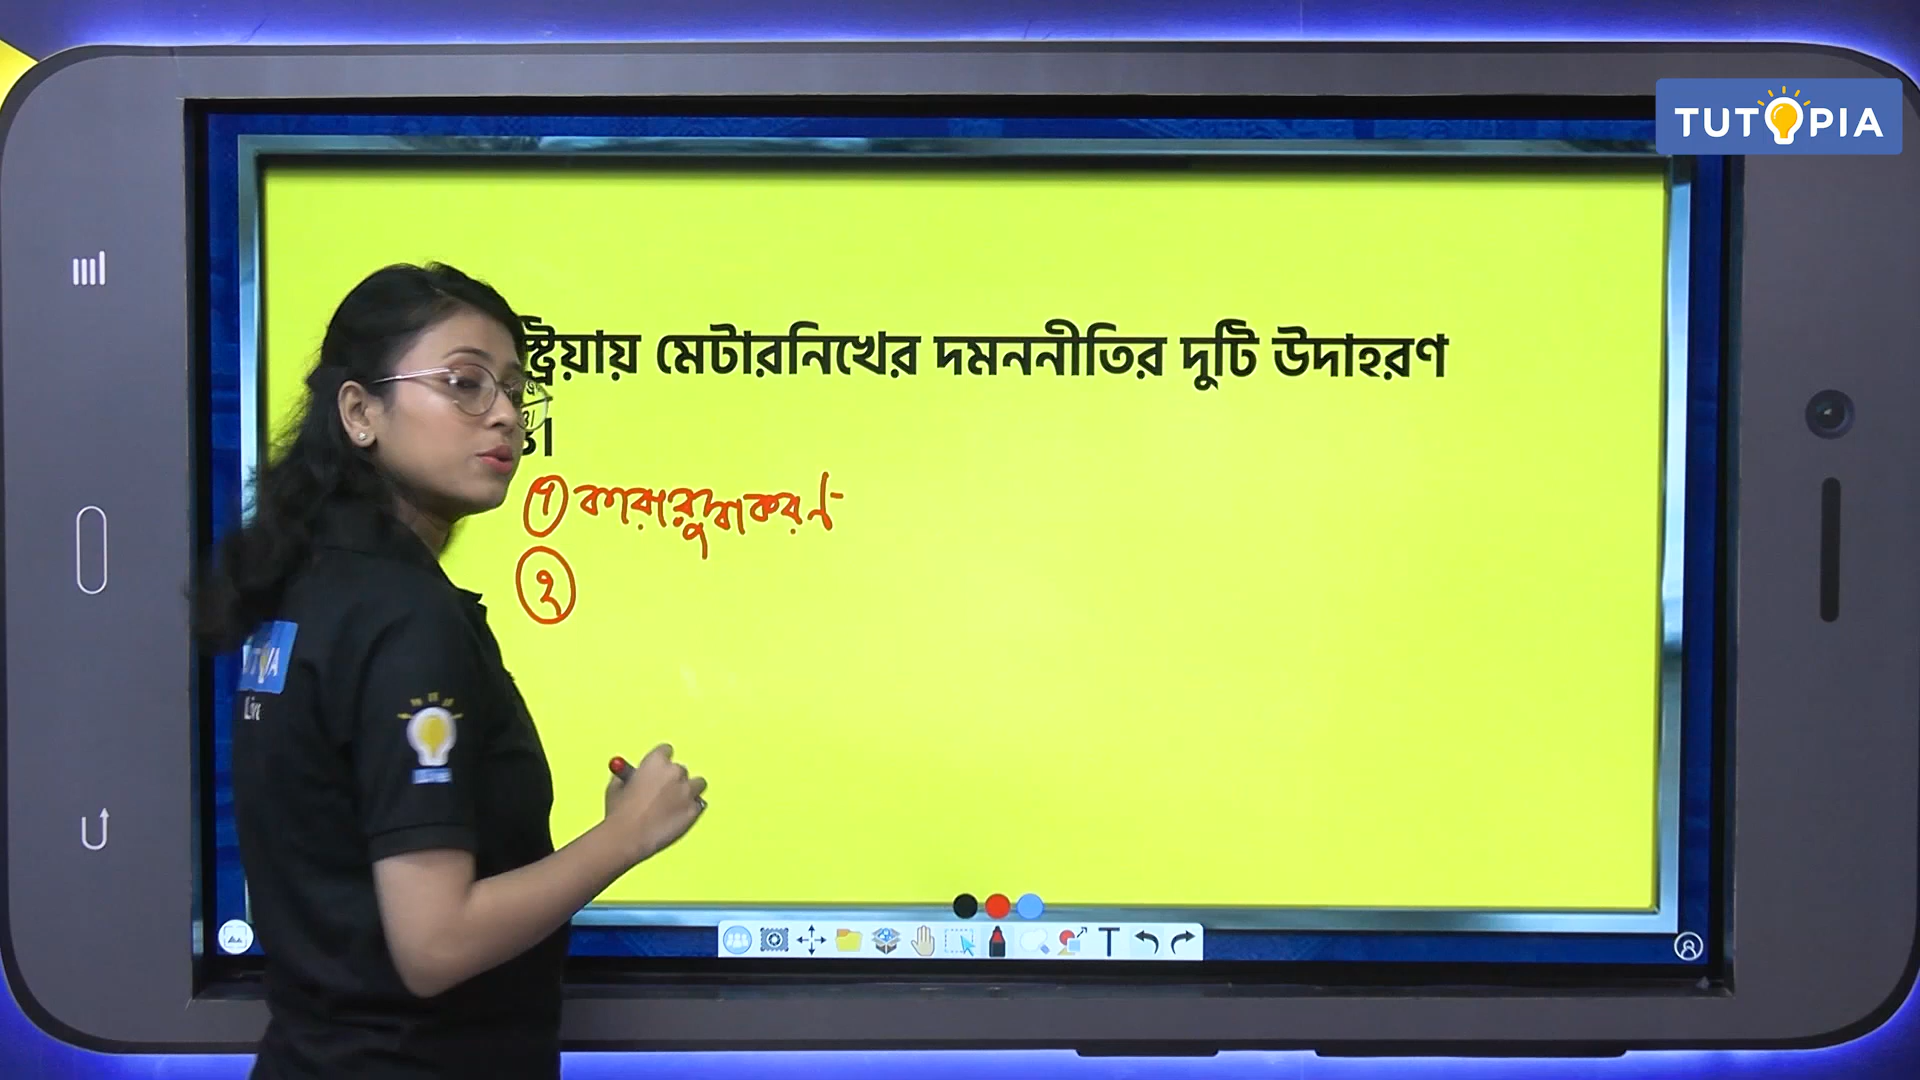 TUTOPIA
স্ট্রিয়ায় মেটারনিখের দমননীতির দুটি উদাহরণ
১ কারারুদ্ধকরণ
২